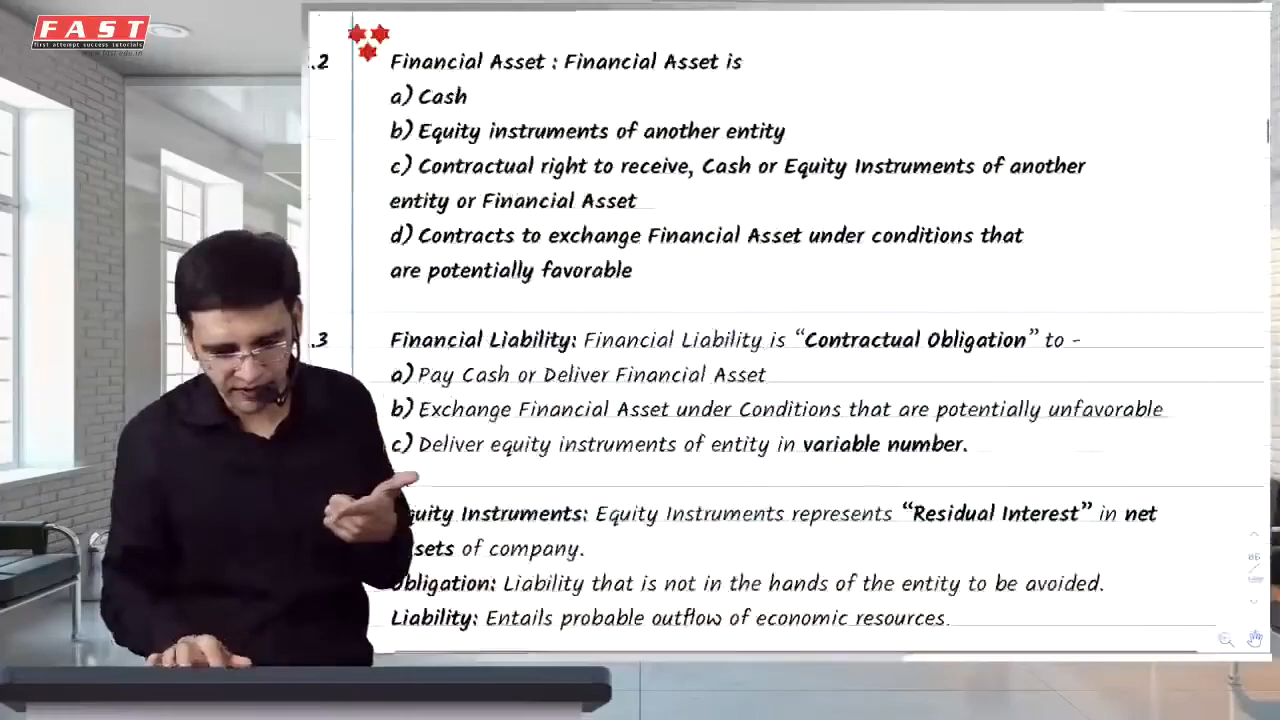 FAST
first attempt success tutorials
www.fast.edu.in
.2 Financial Asset : Financial Asset is
a) Cash
b) Equity instruments of another entity
c) Contractual right to receive, Cash or Equity Instruments of another
entity or Financial Asset
d) Contracts to exchange Financial Asset under conditions that
are potentially favorable
.3 Financial Liability: Financial Liability is “Contractual Obligation” to -
a) Pay Cash or Deliver Financial Asset
b) Exchange Financial Asset under Conditions that are potentially unfavorable
c) Deliver equity instruments of entity in variable number.
quity Instruments: Equity Instruments represents “Residual Interest” in net
sets of company.
bligation: Liability that is not in the hands of the entity to be avoided.
Liability: Entails probable outflow of economic resources.